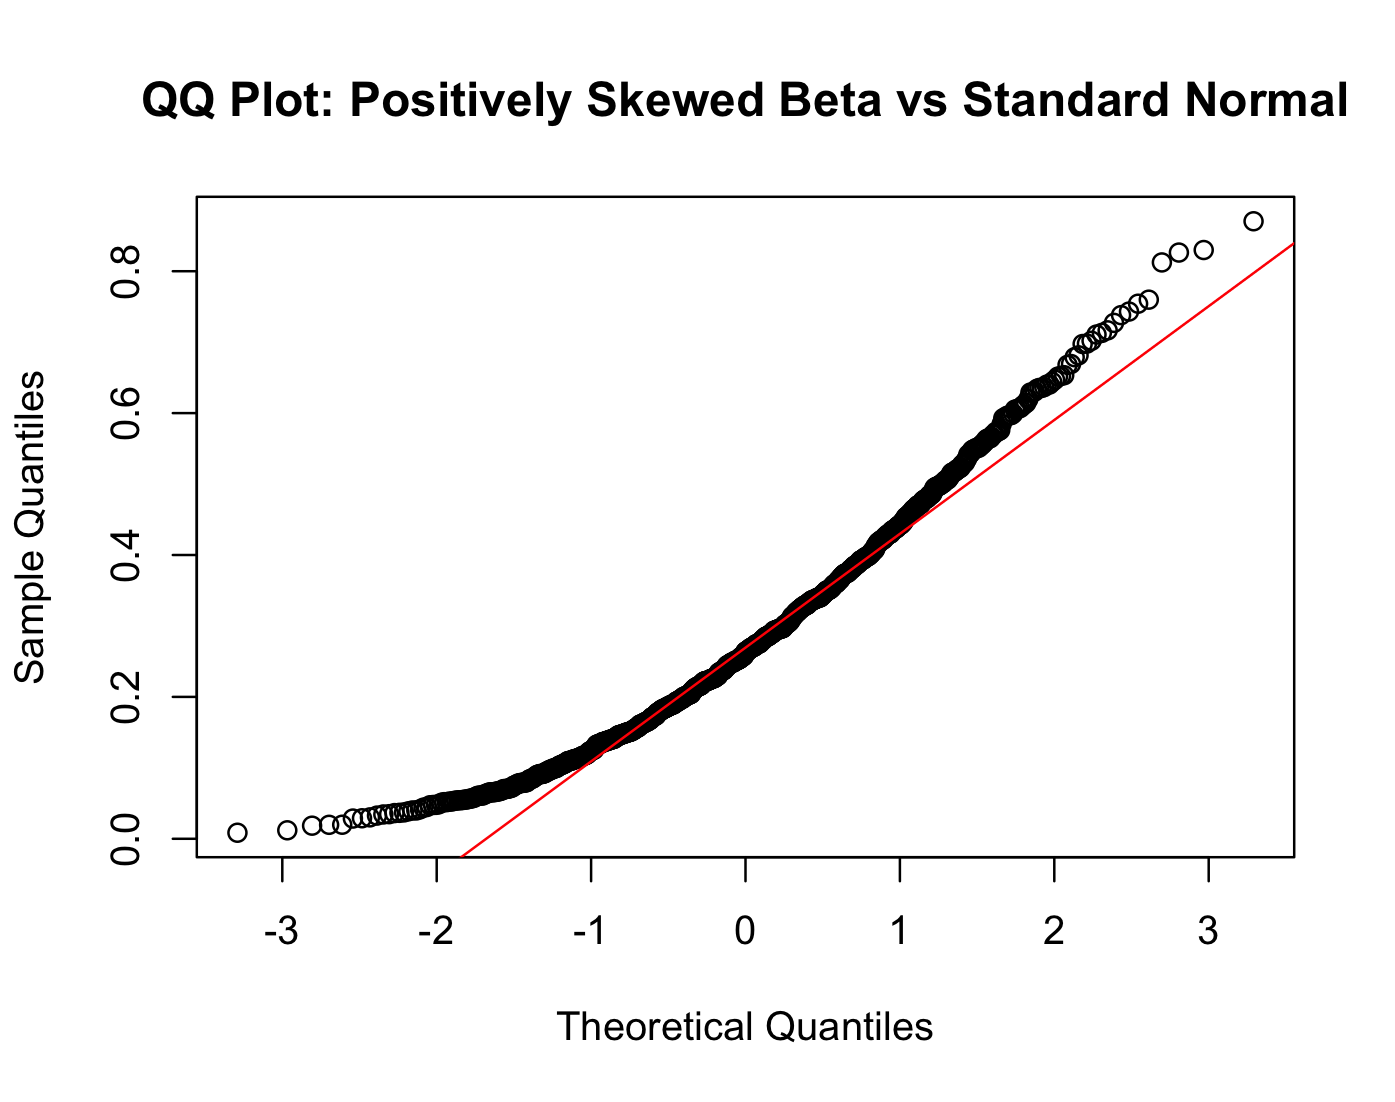 QQ Plot: Positively Skewed Beta vs Standard Normal
Sample Quantiles
0.8
0.6
0.4
0.2
0.0
-3 -2 -1 0 1 2 3
Theoretical Quantiles